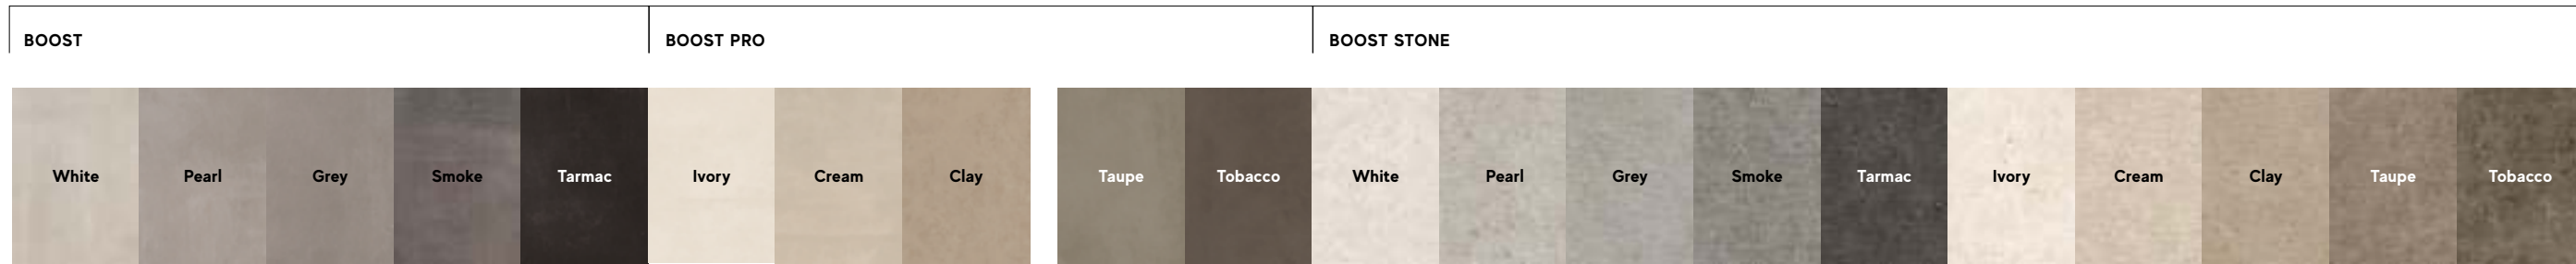 BOOST BOOST PRO BOOST STONE
White Pearl Grey Smoke Tarmac Ivory Cream Clay Taupe Tobacco White Pearl Grey Smoke Tarmac Ivory Cream Clay Taupe Tobacco